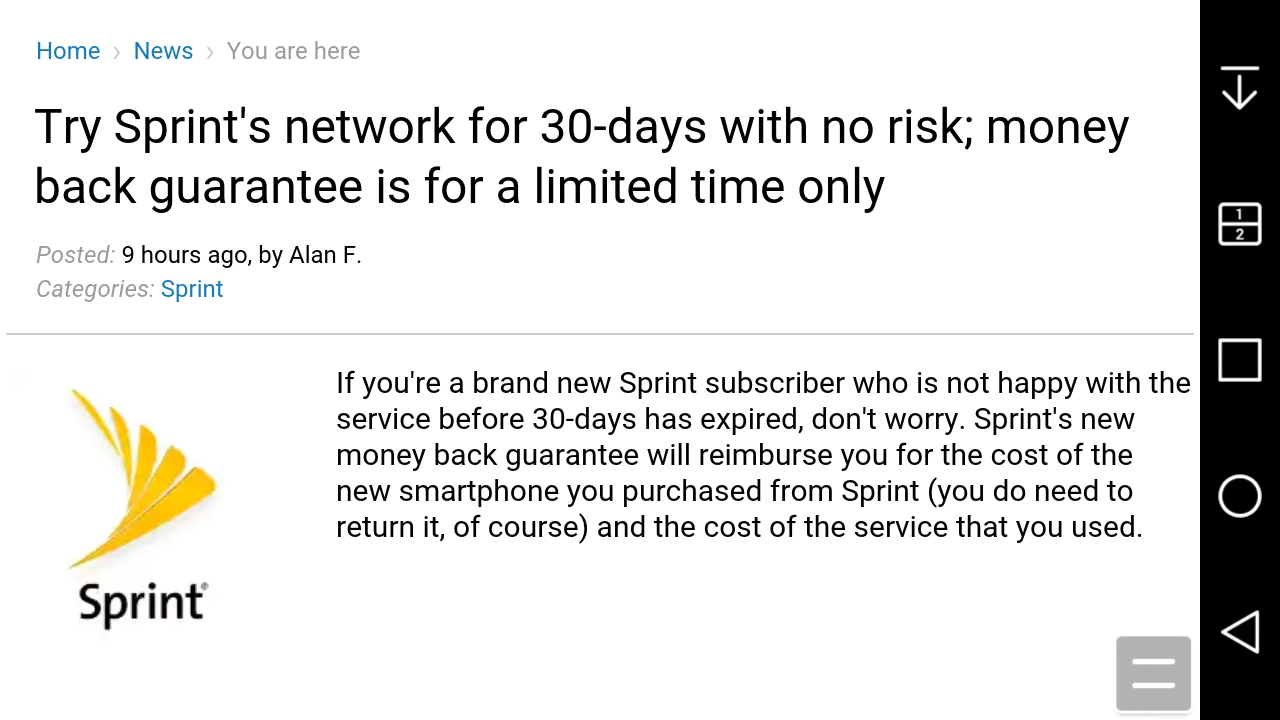 Home › News › You are here
Try Sprint's network for 30-days with no risk; money
back guarantee is for a limited time only
Posted: 9 hours ago, by Alan F.
Categories: Sprint
If you're a brand new Sprint subscriber who is not happy with the
service before 30-days has expired, don't worry. Sprint's new
money back guarantee will reimburse you for the cost of the
new smartphone you purchased from Sprint (you do need to
return it, of course) and the cost of the service that you used.
Sprint®
1
2